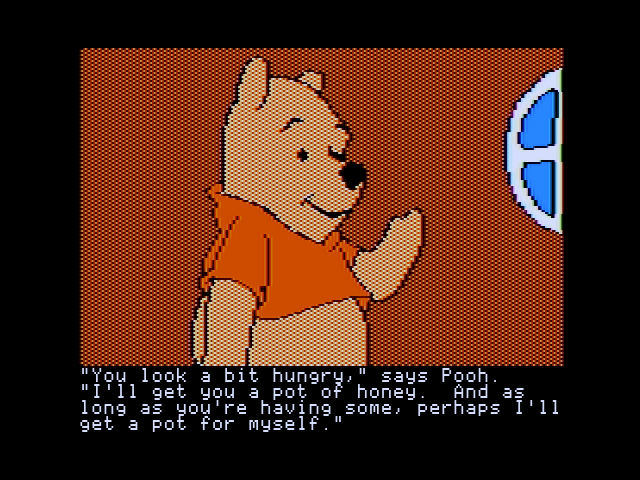 "You look a bit hungry," says Pooh.
"I'll get you a pot of honey.  And as
long as you're having some, perhaps I'll
get a pot for myself."